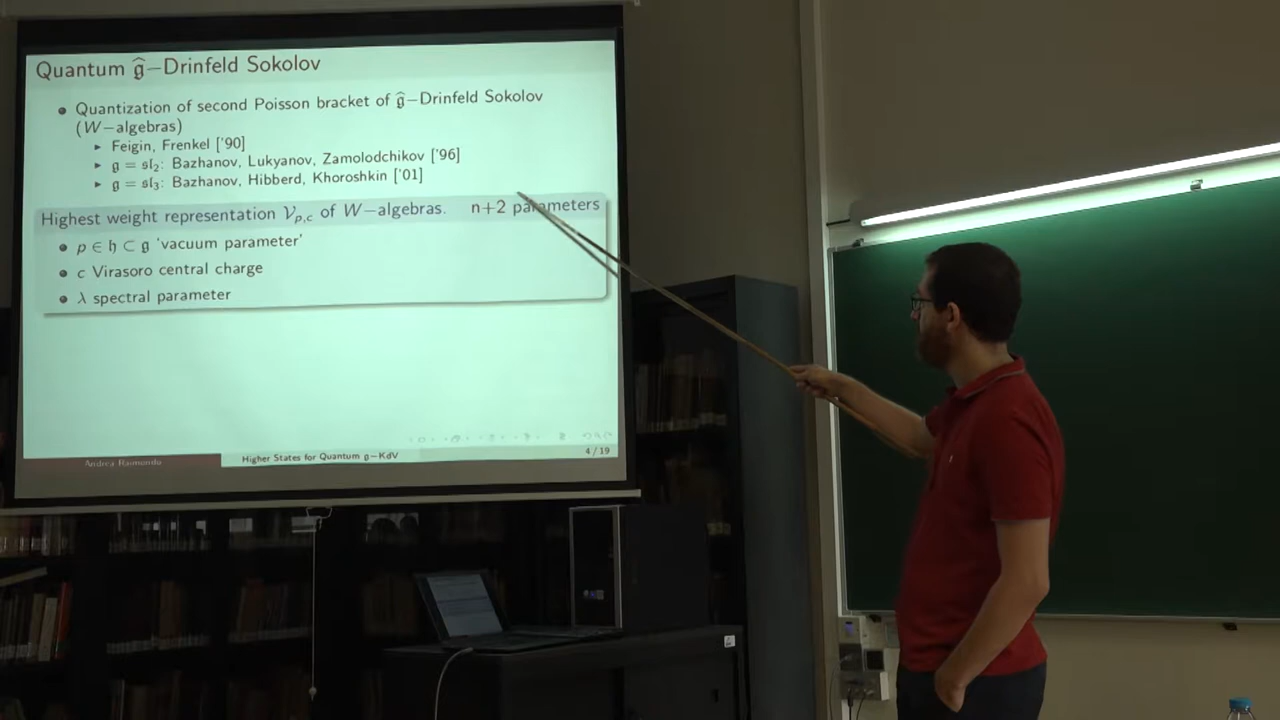 Quantum ĝ−Drinfeld Sokolov
• Quantization of second Poisson bracket of ĝ−Drinfeld Sokolov
(W−algebras)
▶ Feigin, Frenkel ['90]
▶ 𝔤 = 𝔰𝔩₂: Bazhanov, Lukyanov, Zamolodchikov ['96]
▶ 𝔤 = 𝔰𝔩₃: Bazhanov, Hibberd, Khoroshkin ['01]
Highest weight representation 𝒱p,c of W−algebras. n+2 parameters
• p ∈ 𝔥 ⊂ 𝔤 'vacuum parameter'
• c Virasoro central charge
• λ spectral parameter
Andrea Raimondo Higher States for Quantum 𝔤−KdV 4 / 19